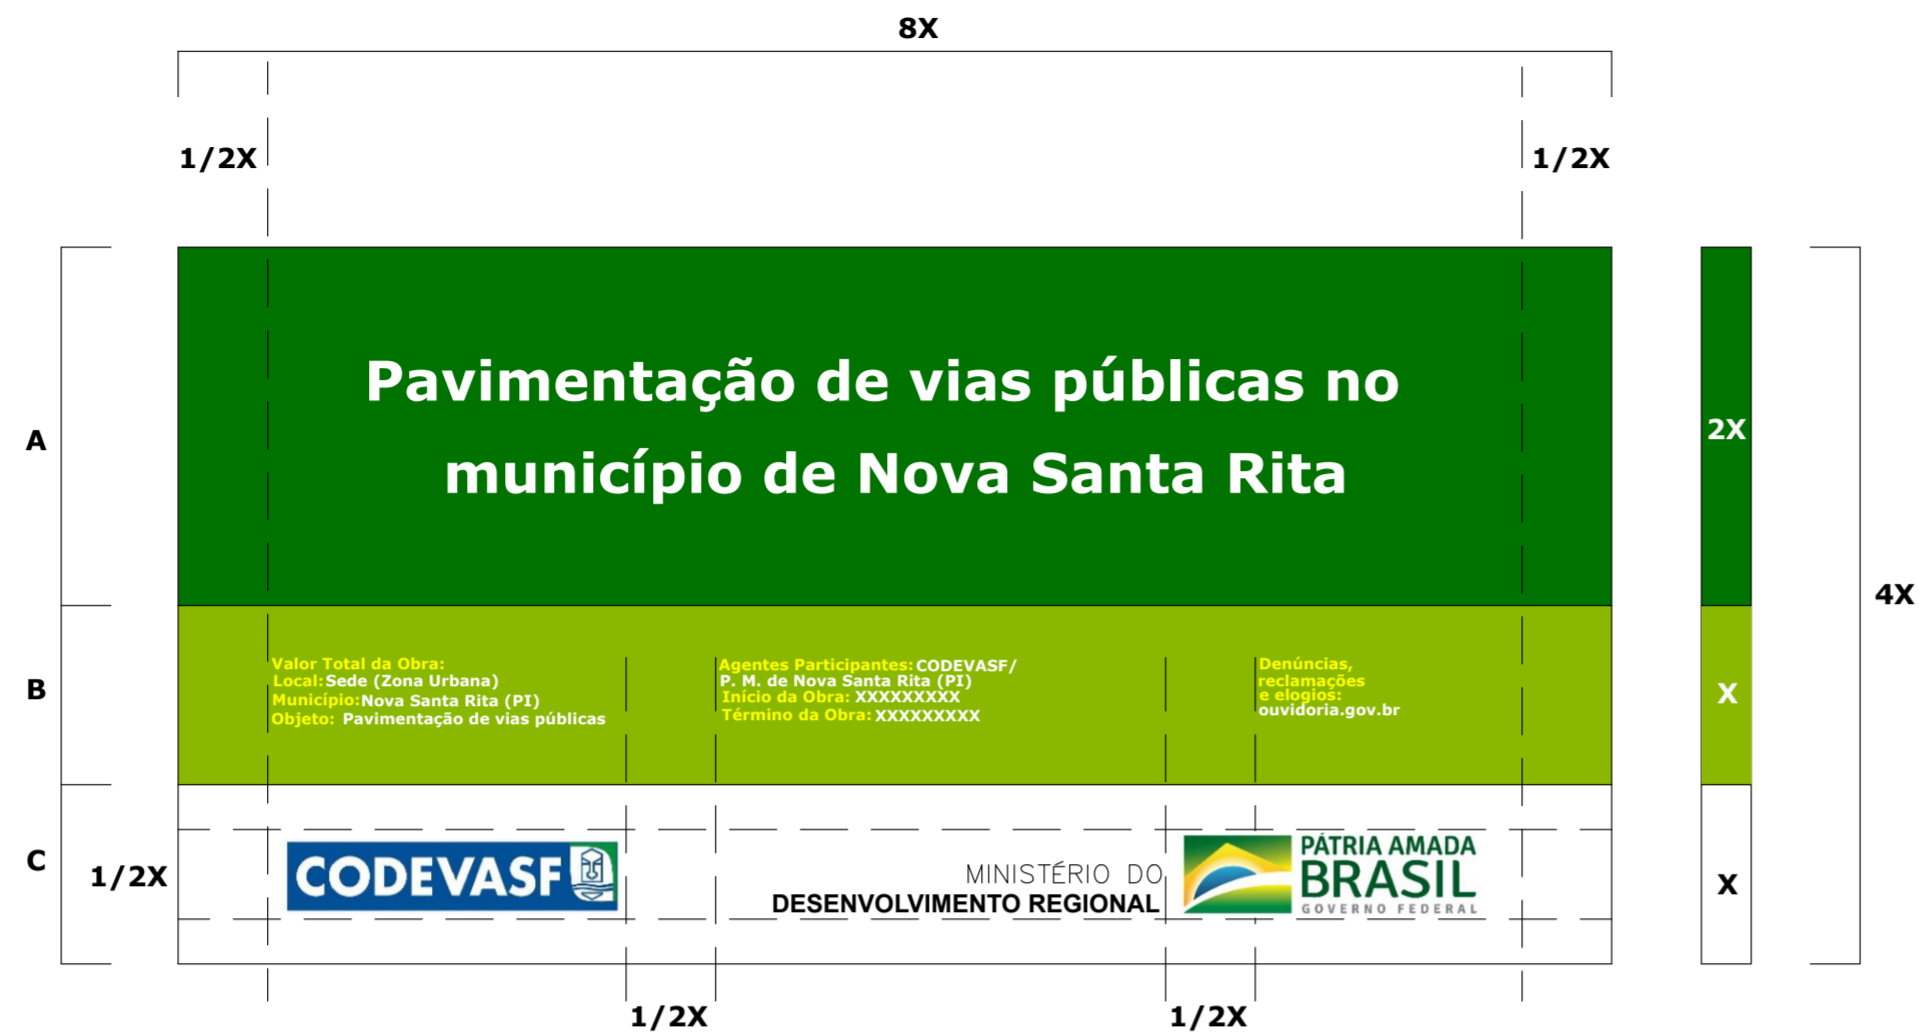 8X
1/2X
1/2X
A
Pavimentação de vias públicas no
município de Nova Santa Rita
2X
4X
B
Valor Total da Obra:
Local: Sede (Zona Urbana)
Município: Nova Santa Rita (PI)
Objeto: Pavimentação de vias públicas
Agentes Participantes: CODEVASF/
P. M. de Nova Santa Rita (PI)
Início da Obra: XXXXXXXXX
Término da Obra: XXXXXXXXX
Denúncias,
reclamações
e elogios:
ouvidoria.gov.br
X
C
1/2X
CODEVASF
MINISTÉRIO DO
DESENVOLVIMENTO REGIONAL
PÁTRIA AMADA
BRASIL
GOVERNO FEDERAL
X
1/2X
1/2X